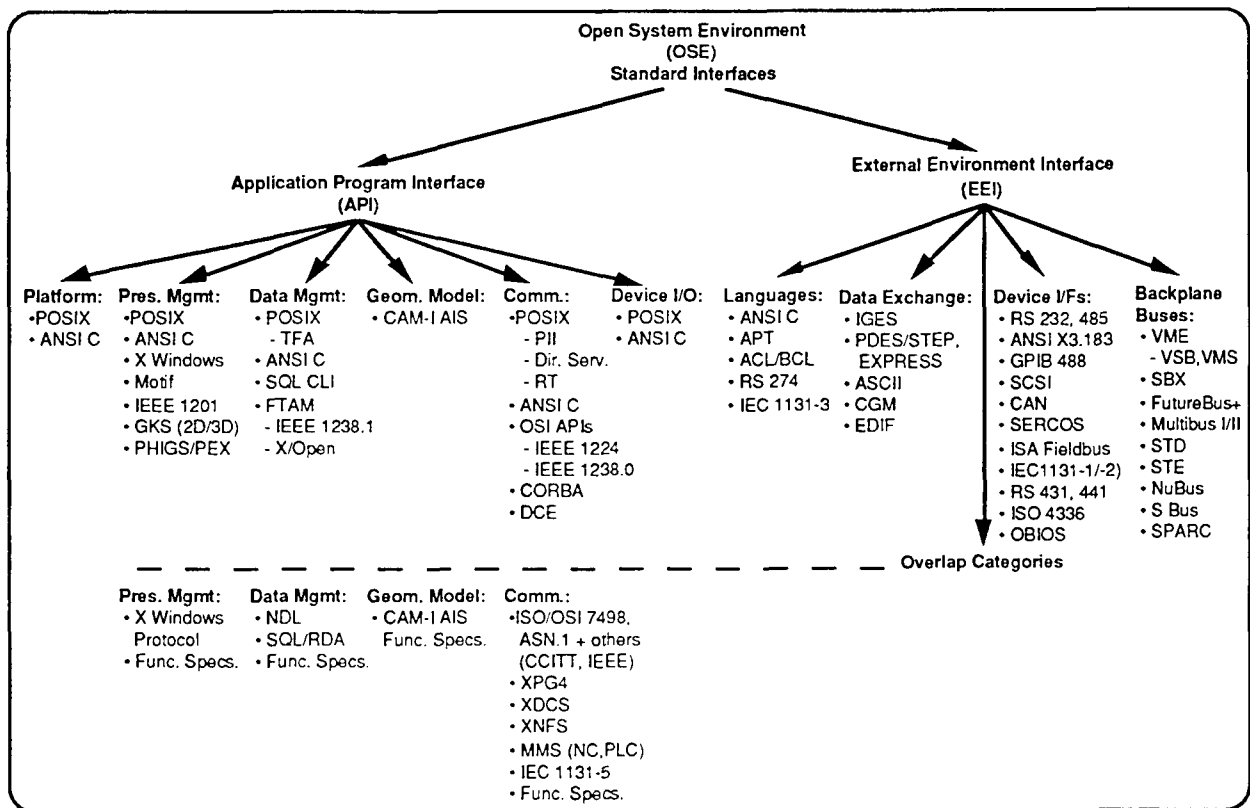 Open System Environment
(OSE)
Standard Interfaces
Application Program Interface
(API)
External Environment Interface
(EEI)
Platform:
•POSIX
• ANSI C
Pres. Mgmt:
•POSIX
• ANSI C
• X Windows
• Motif
• IEEE 1201
• GKS (2D/3D)
• PHIGS/PEX
Data Mgmt:
• POSIX
- TFA
• ANSI C
• SQL CLI
• FTAM
- IEEE 1238.1
- X/Open
Geom. Model:
• CAM-I AIS
Comm.:
•POSIX
- PII
- Dir. Serv.
- RT
• ANSI C
• OSI APIs
- IEEE 1224
- IEEE 1238.0
• CORBA
• DCE
Device I/O:
• POSIX
• ANSI C
Languages:
• ANSI C
• APT
• ACL/BCL
• RS 274
• IEC 1131-3
Data Exchange:
• IGES
• PDES/STEP,
EXPRESS
• ASCII
• CGM
• EDIF
Device I/Fs:
• RS 232, 485
• ANSI X3.183
• GPIB 488
• SCSI
• CAN
• SERCOS
• ISA Fieldbus
• IEC1131-1/-2)
• RS 431, 441
• ISO 4336
• OBIOS
Backplane
Buses:
• VME
- VSB,VMS
• SBX
• FutureBus+
• Multibus I/II
• STD
• STE
• NuBus
• S Bus
• SPARC
Overlap Categories
Pres. Mgmt:
• X Windows
Protocol
• Func. Specs.
Data Mgmt:
• NDL
• SQL/RDA
• Func. Specs.
Geom. Model:
• CAM-I AIS
Func. Specs.
Comm.:
•ISO/OSI 7498,
ASN.1 + others
(CCITT, IEEE)
• XPG4
• XDCS
• XNFS
• MMS (NC,PLC)
• IEC 1131-5
• Func. Specs.